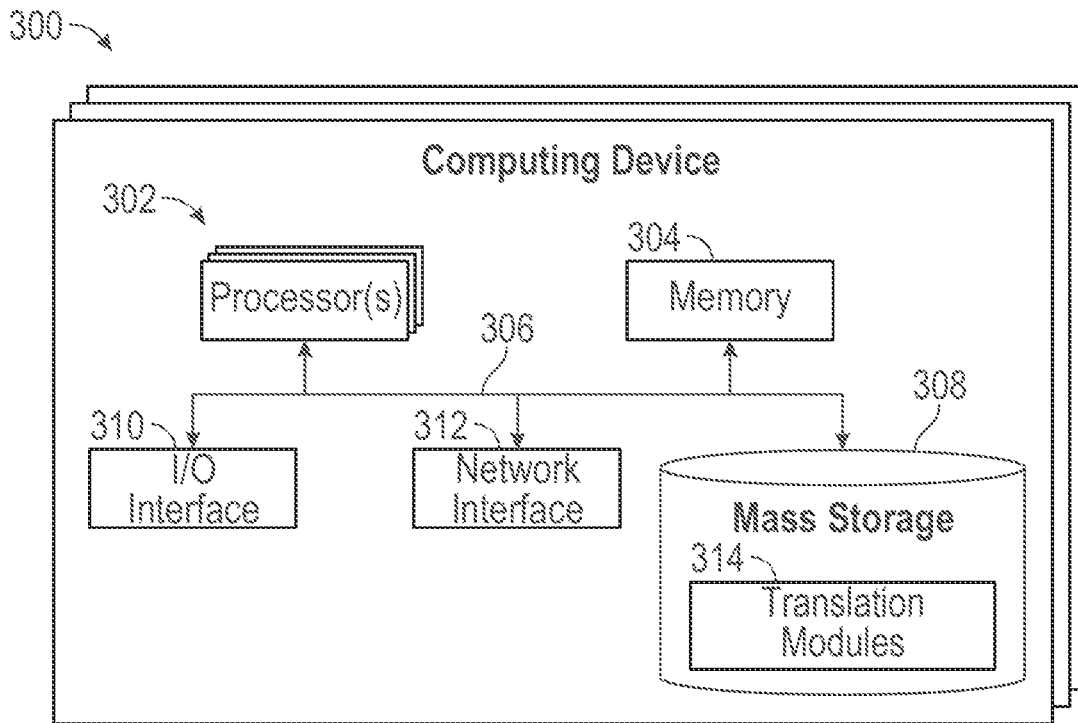 300
Computing Device
302
304
Processor(s)
Memory
306
308
310
312
I/O
Interface
Network
Interface
Mass Storage
314
Translation
Modules